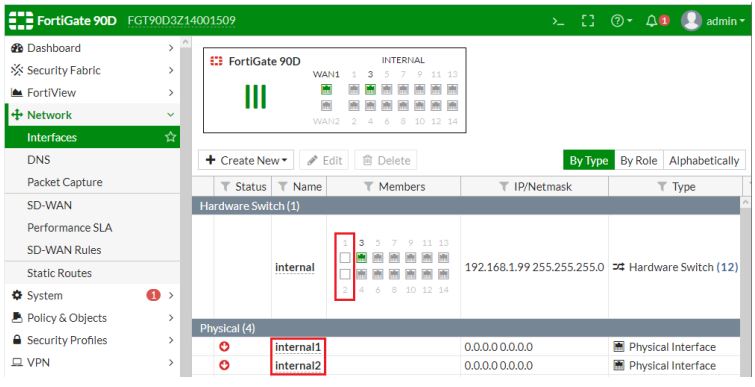 FortiGate 90D FGT90D3Z14001509 >_ 1 admin
Dashboard
Security Fabric
FortiView
Network
Interfaces
DNS
Packet Capture
SD-WAN
Performance SLA
SD-WAN Rules
Static Routes
System 1
Policy & Objects
Security Profiles
VPN
FortiGate 90D INTERNAL
WAN1 1 3 5 7 9 11 13
WAN2 2 4 6 8 10 12 14
+ Create New Edit Delete By Type By Role Alphabetically
Status Name Members IP/Netmask Type
Hardware Switch (1)
1 3 5 7 9 11 13
internal 192.168.1.99 255.255.255.0 Hardware Switch (12)
2 4 6 8 10 12 14
Physical (4)
internal1 0.0.0.0 0.0.0.0 Physical Interface
internal2 0.0.0.0 0.0.0.0 Physical Interface